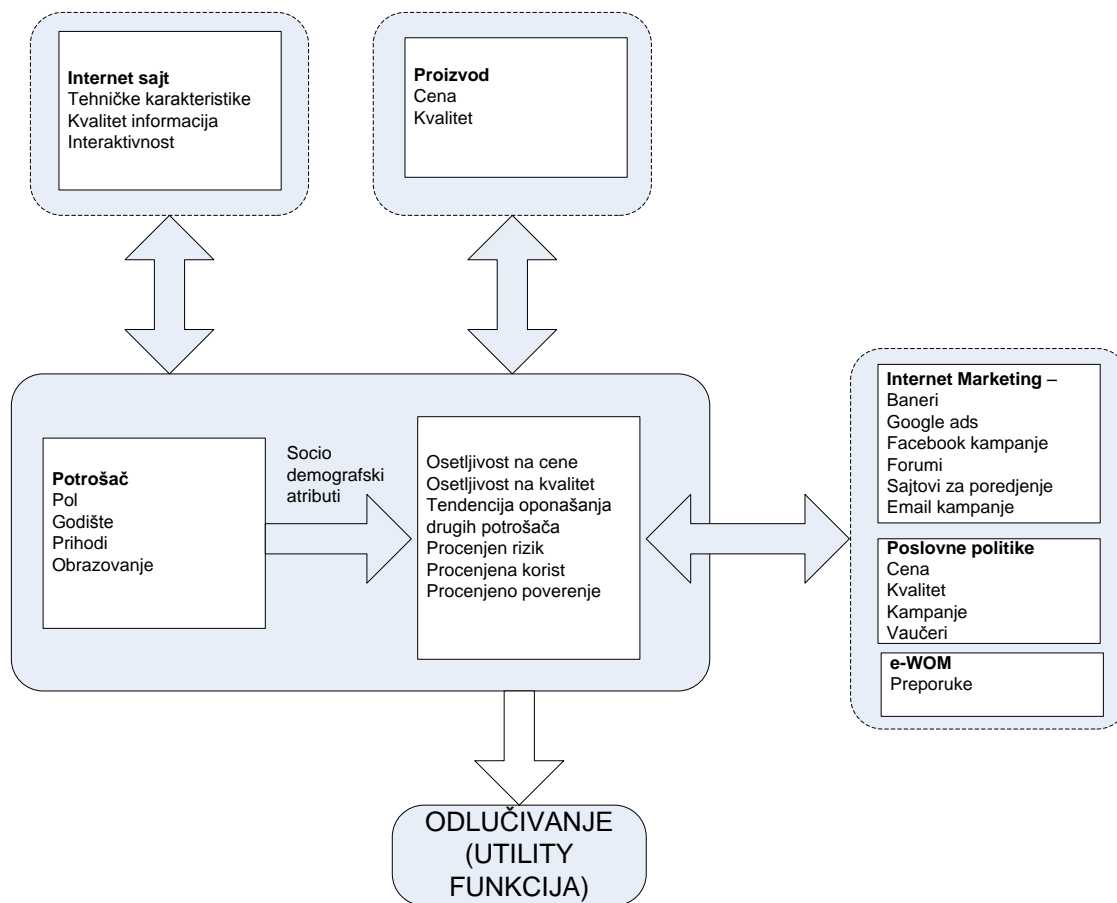 Internet sajt
Tehničke karakteristike
Kvalitet informacija
Interaktivnost
Proizvod
Cena
Kvalitet
Potrošač
Pol
Godište
Prihodi
Obrazovanje
Socio
demografski
atributi
Osetljivost na cene
Osetljivost na kvalitet
Tendencija oponašanja
drugih potrošača
Procenjen rizik
Procenjena korist
Procenjeno poverenje
Internet Marketing –
Baneri
Google ads
Facebook kampanje
Forumi
Sajtovi za poredjenje
Email kampanje
Poslovne politike
Cena
Kvalitet
Kampanje
Vaučeri
e-WOM
Preporuke
ODLUČIVANJE
(UTILITY
FUNKCIJA)